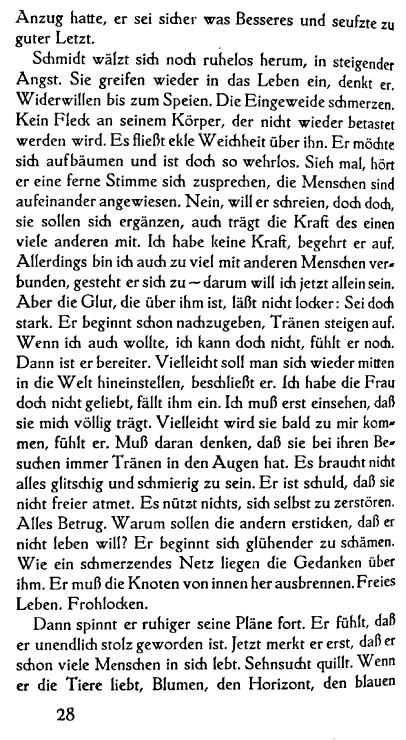 Anzug hatte, er sei sicher was Besseres und seufzte zu
guter Letzt.
Schmidt wälzt sich noch ruhelos herum, in steigender
Angst. Sie greifen wieder in das Leben ein, denkt er.
Widerwillen bis zum Speien. Die Eingeweide schmerzen.
Kein Fleck an seinem Körper, der nicht wieder betastet
werden wird. Es fließt ekle Weichheit über ihn. Er möchte
sich aufbäumen und ist doch so wehrlos. Sieh mal, hört
er eine ferne Stimme sich zusprechen, die Menschen sind
aufeinander angewiesen. Nein, will er schreien, doch doch,
sie sollen sich ergänzen, auch trägt die Kraft des einen
viele anderen mit. Ich habe keine Kraft, begehrt er auf.
Allerdings bin ich auch zu viel mit anderen Menschen ver-
bunden, gesteht er sich zu — darum will ich jetzt allein sein.
Aber die Glut, die über ihm ist, läßt nicht locker: Sei doch
stark. Er beginnt schon nachzugeben, Tränen steigen auf.
Wenn ich auch wollte, ich kann doch nicht, fühlt er noch.
Dann ist er bereiter. Vielleicht soll man sich wieder mitten
in die Welt hineinstellen, beschließt er. Ich habe die Frau
doch nicht geliebt, fällt ihm ein. Ich muß erst einsehen, daß
sie mich völlig trägt. Vielleicht wird sie bald zu mir kom-
men, fühlt er. Muß daran denken, daß sie bei ihren Be-
suchen immer Tränen in den Augen hat. Es braucht nicht
alles glitschig und schmierig zu sein. Er ist schuld, daß sie
nicht freier atmet. Es nützt nichts, sich selbst zu zerstören.
Alles Betrug. Warum sollen die andern ersticken, daß er
nicht leben will? Er beginnt sich glühender zu schämen.
Wie ein schmerzendes Netz liegen die Gedanken über
ihm. Er muß die Knoten von innen her ausbrennen. Freies
Leben. Frohlocken.
Dann spinnt er ruhiger seine Pläne fort. Er fühlt, daß
er unendlich stolz geworden ist. Jetzt merkt er erst, daß er
schon viele Menschen in sich lebt. Sehnsucht quillt. Wenn
er die Tiere liebt, Blumen, den Horizont, den blauen
28